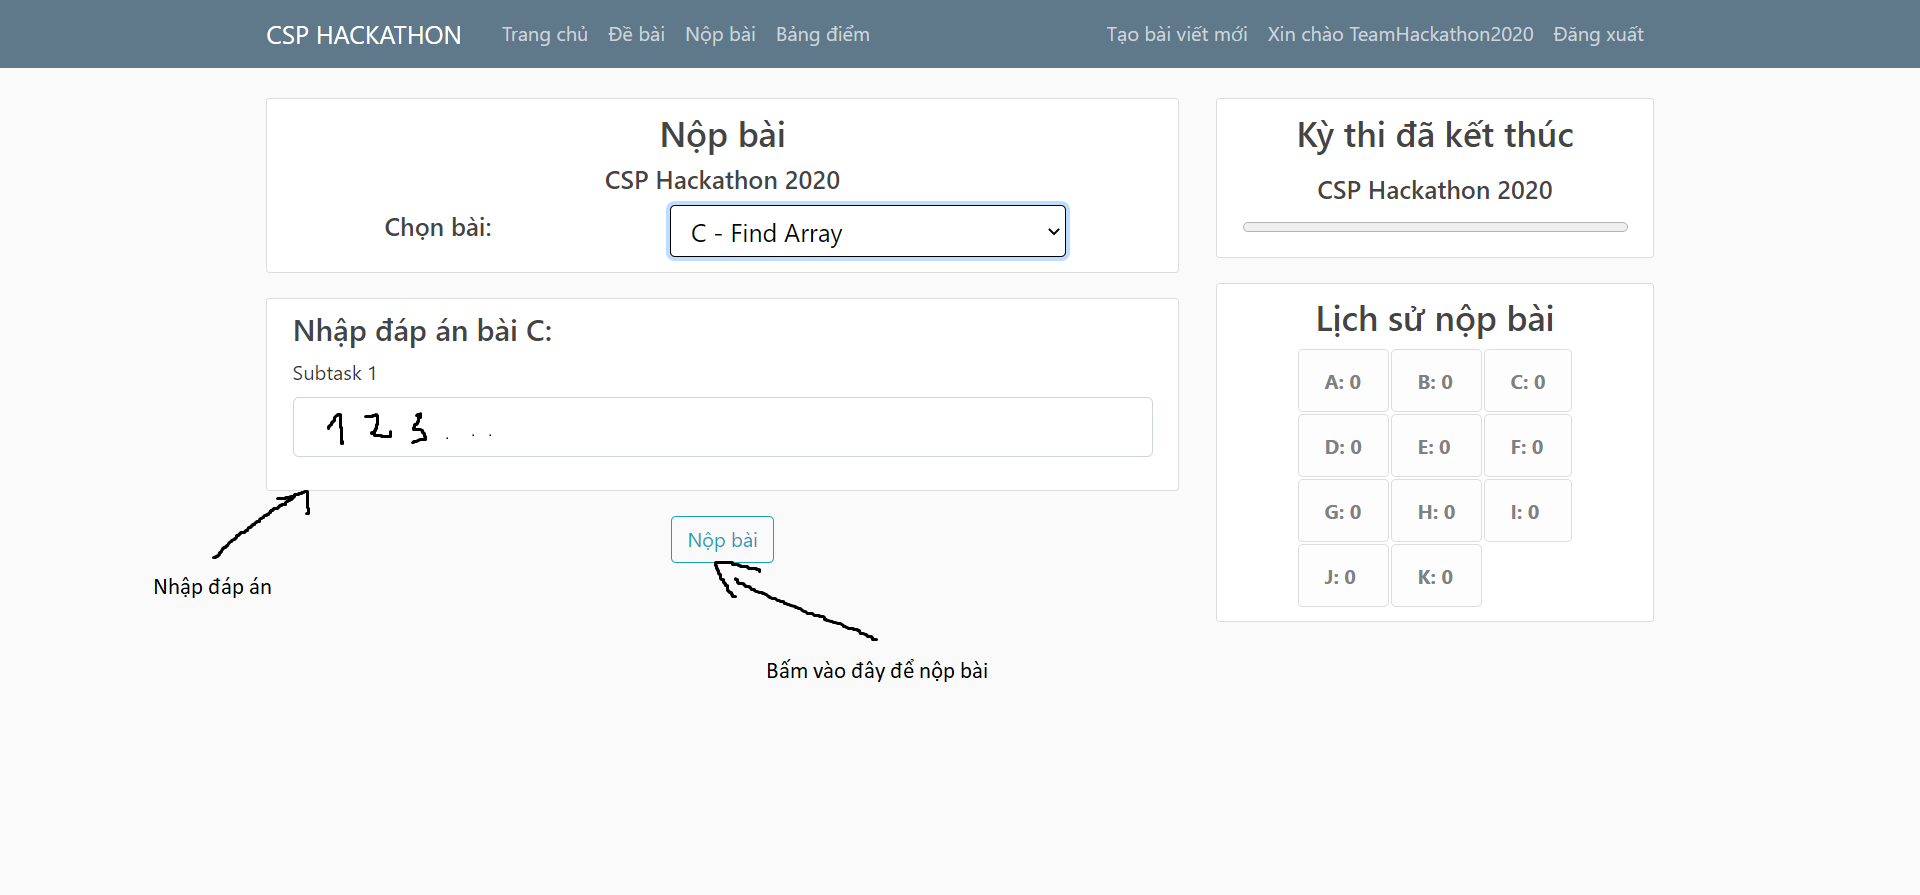 CSP HACKATHON Trang chủ Đề bài Nộp bài Bảng điểm Tạo bài viết mới Xin chào TeamHackathon2020 Đăng xuất
Nộp bài
CSP Hackathon 2020
Chọn bài: C - Find Array
Nhập đáp án bài C:
Subtask 1
1 2 3 . . .
Nộp bài
Nhập đáp án
Bấm vào đây để nộp bài
Kỳ thi đã kết thúc
CSP Hackathon 2020
Lịch sử nộp bài
A: 0 B: 0 C: 0
D: 0 E: 0 F: 0
G: 0 H: 0 I: 0
J: 0 K: 0